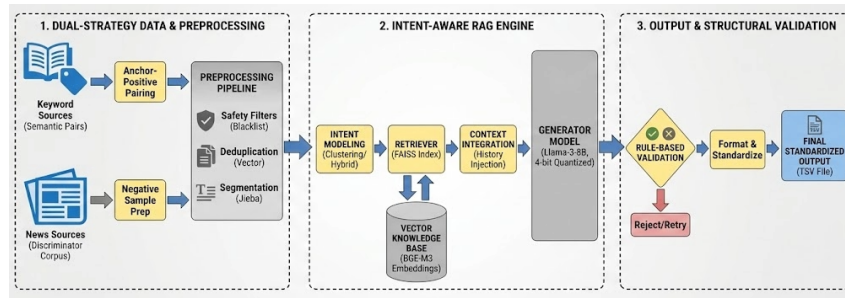 1. DUAL-STRATEGY DATA & PREPROCESSING
Keyword
Sources
(Semantic Pairs)
Anchor-
Positive
Pairing
News Sources
(Discriminator
Corpus)
Negative
Sample
Prep
PREPROCESSING
PIPELINE
Safety Filters
(Blacklist)
Deduplication
(Vector)
T
Segmentation
(Jieba)
2. INTENT-AWARE RAG ENGINE
INTENT
MODELING
(Clustering/
Hybrid)
RETRIEVER
(FAISS Index)
CONTEXT
INTEGRATION
(History
Injection)
VECTOR
KNOWLEDGE
BASE
(BGE-M3
Embeddings)
GENERATOR
MODEL
(Llama-3-8B,
4-bit Quantized)
3. OUTPUT & STRUCTURAL VALIDATION
RULE-BASED
VALIDATION
Reject/Retry
Format &
Standardize
FINAL
STANDARDIZED
OUTPUT
(TSV File)